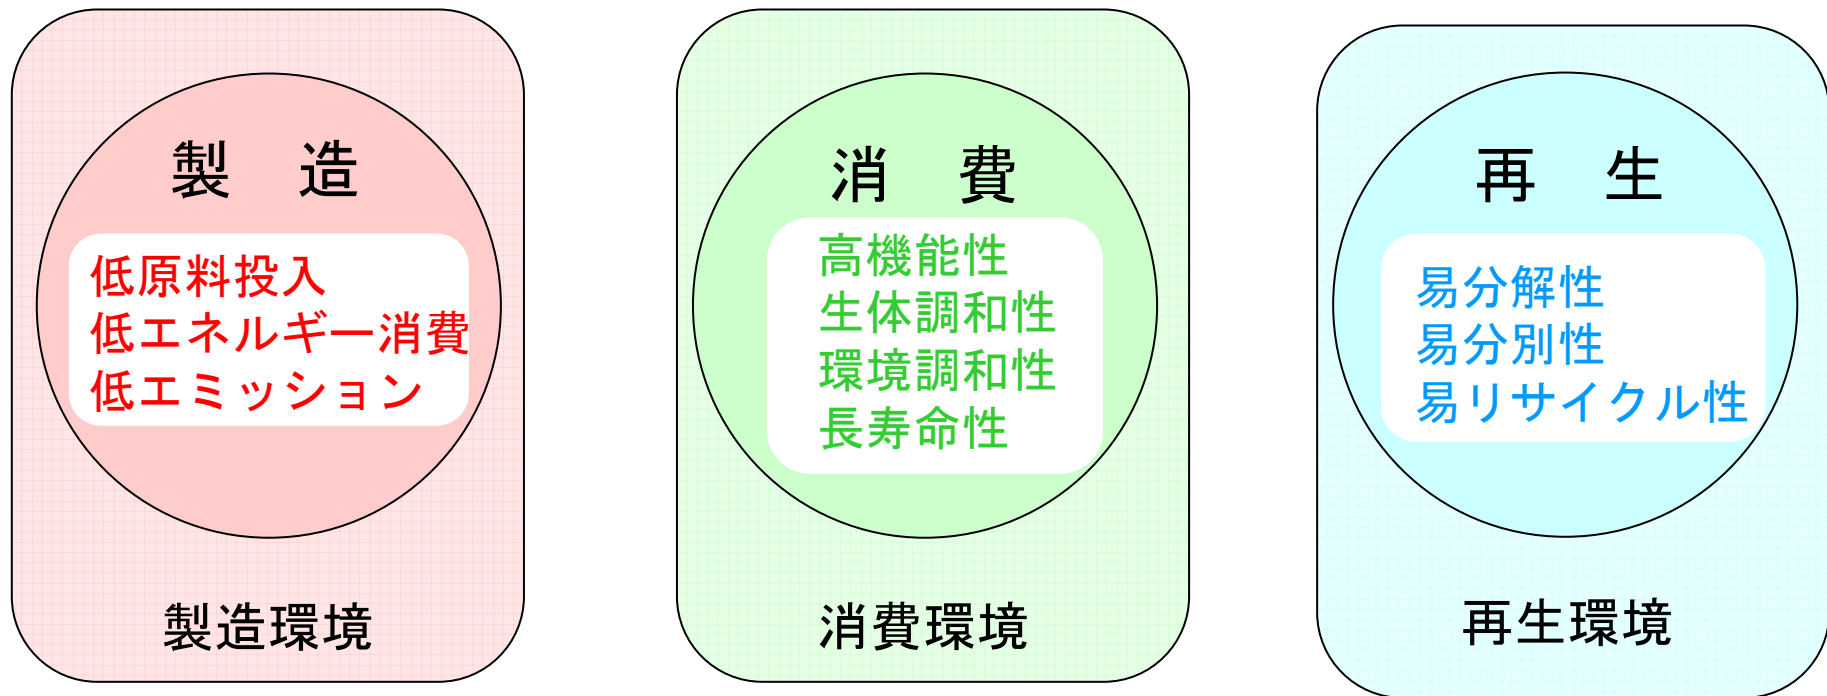 製　造
低原料投入
低エネルギー消費
低エミッション
製造環境
消　費
高機能性
生体調和性
環境調和性
長寿命性
消費環境
再　生
易分解性
易分別性
易リサイクル性
再生環境